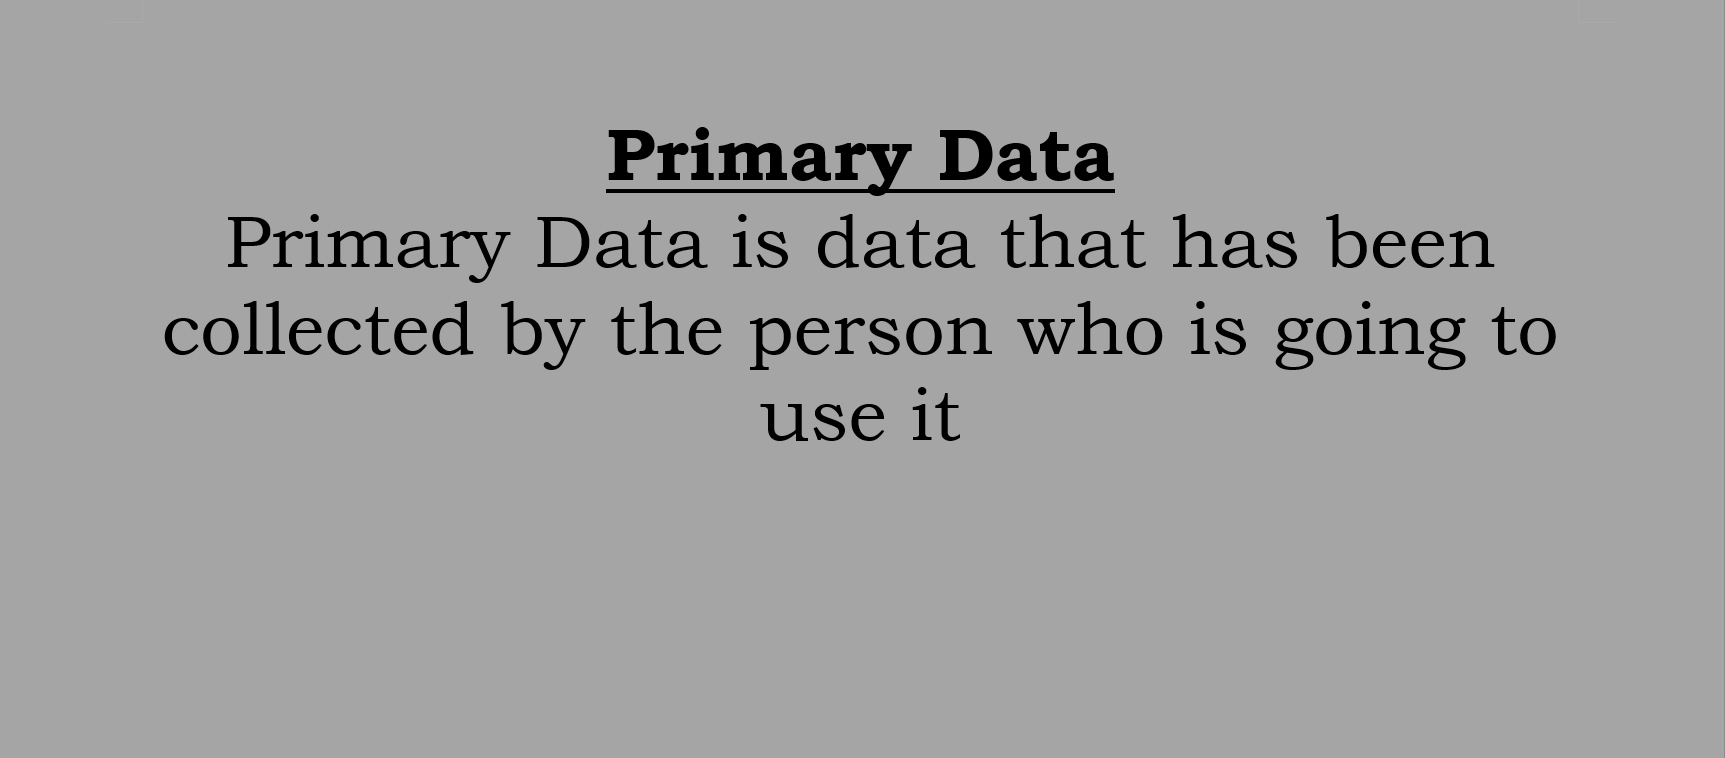 Primary Data
Primary Data is data that has been
collected by the person who is going to
use it